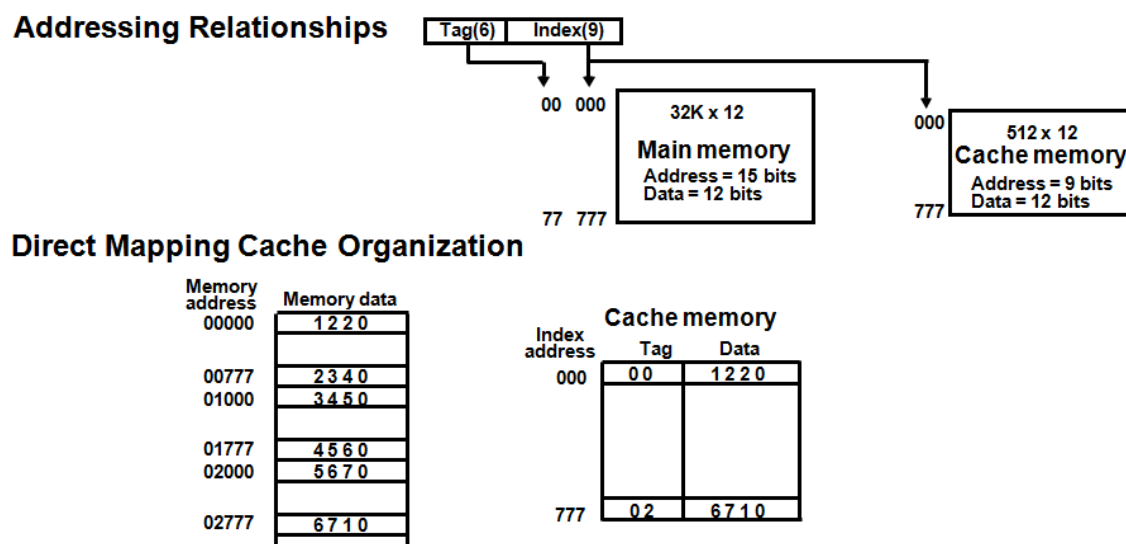 Addressing Relationships
Tag(6) Index(9)
00 000
32K x 12
Main memory
Address = 15 bits
Data = 12 bits
77 777
000
512 x 12
Cache memory
Address = 9 bits
Data = 12 bits
777
Direct Mapping Cache Organization
Memory
address
Memory data
00000 1 2 2 0
00777 2 3 4 0
01000 3 4 5 0
01777 4 5 6 0
02000 5 6 7 0
02777 6 7 1 0
Cache memory
Index
address
Tag Data
000 0 0 1 2 2 0
777 0 2 6 7 1 0